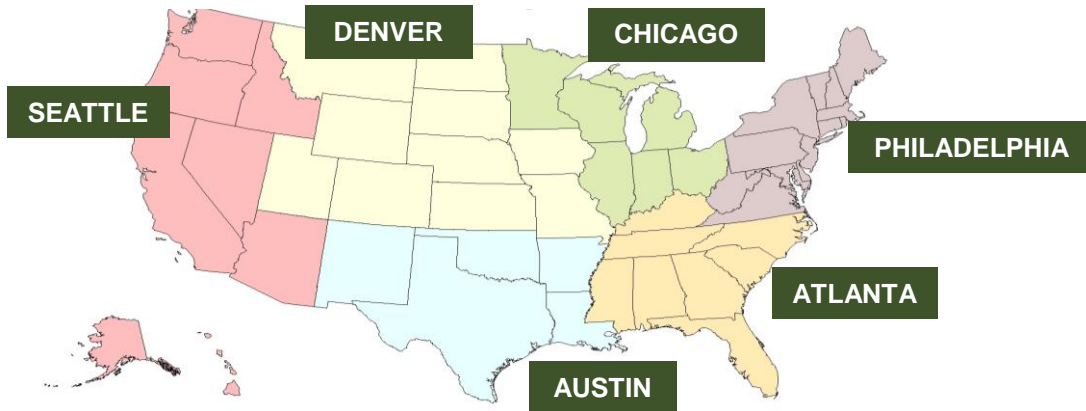 DENVER
CHICAGO
SEATTLE
PHILADELPHIA
ATLANTA
AUSTIN